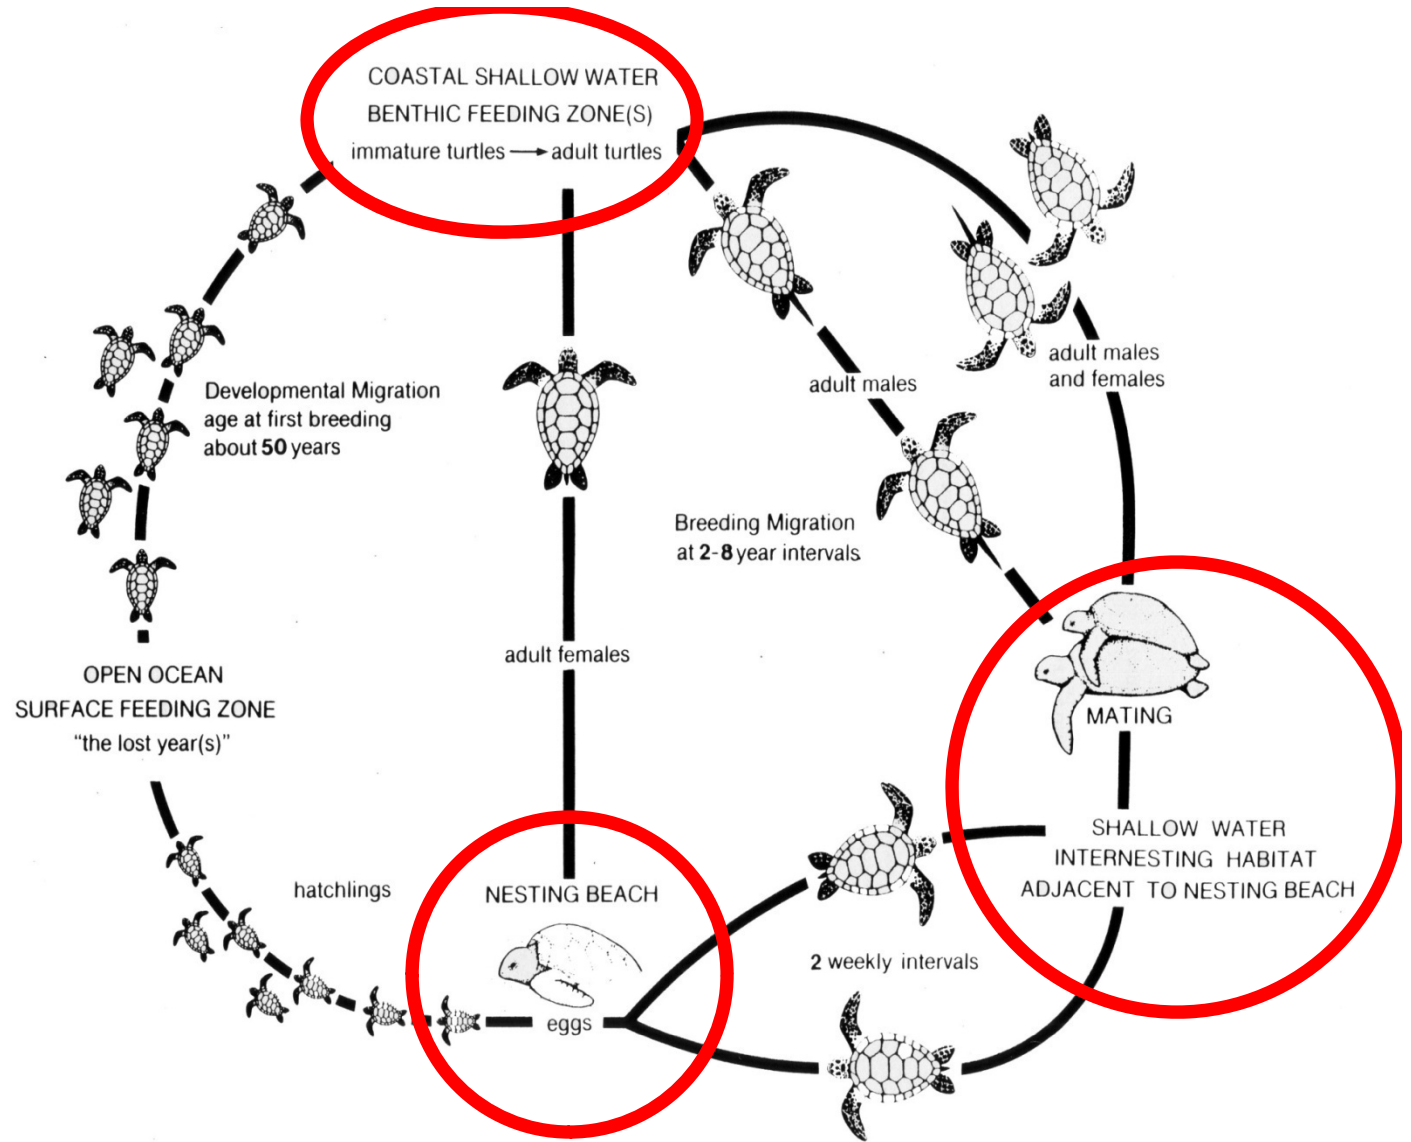 COASTAL SHALLOW WATER
BENTHIC FEEDING ZONE(S)
immature turtles → adult turtles
adult males
and females
adult males
Developmental Migration
age at first breeding
about 50 years
Breeding Migration
at 2-8 year intervals
adult females
OPEN OCEAN
SURFACE FEEDING ZONE
"the lost year(s)"
MATING
SHALLOW WATER
INTERNESTING HABITAT
ADJACENT TO NESTING BEACH
hatchlings
NESTING BEACH
2 weekly intervals
eggs